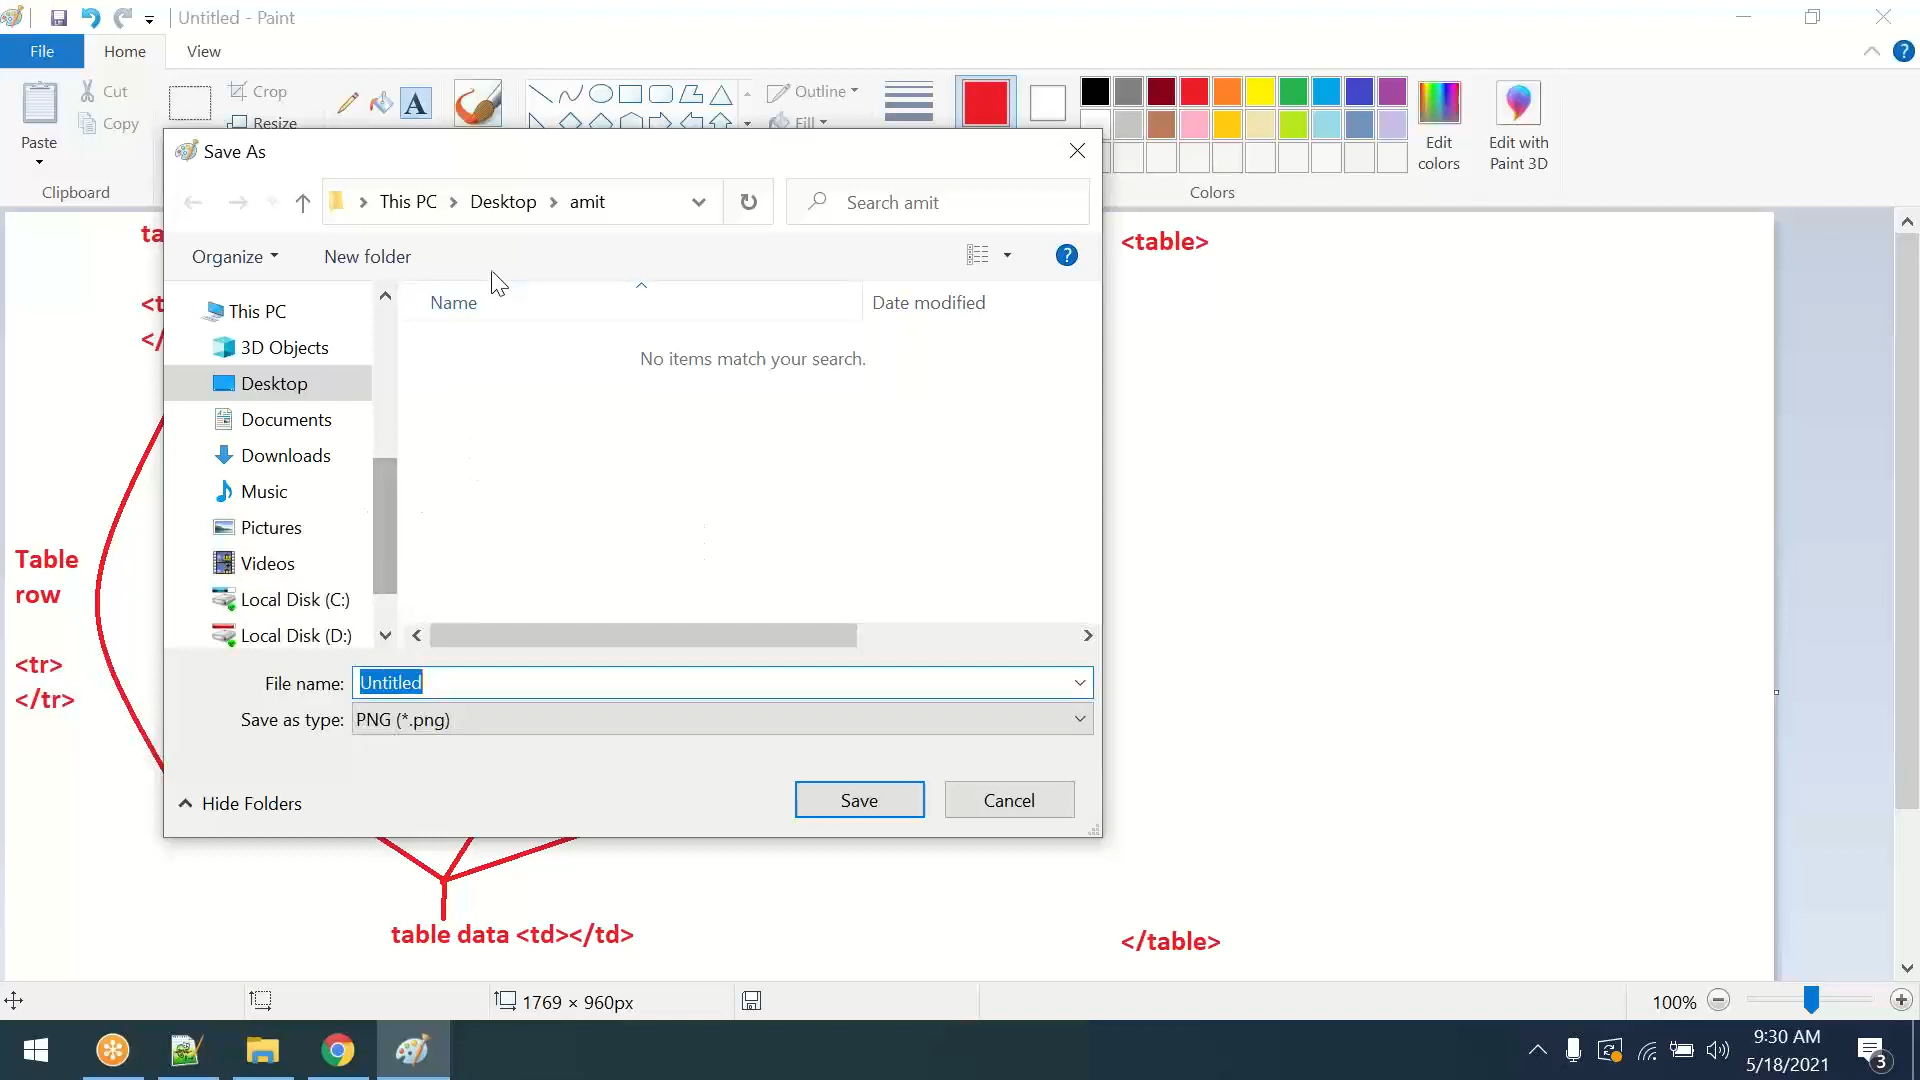 Untitled - Paint
File
Home
View
Paste
Cut
Copy
Clipboard
Crop
Resize
Outline
Fill
Edit
colors
Edit with
Paint 3D
Colors
Save As
This PC
Desktop
amit
Search amit
Organize
New folder
Name
Date modified
No items match your search.
This PC
3D Objects
Desktop
Documents
Downloads
Music
Pictures
Videos
Local Disk (C:)
Local Disk (D:)
File name: Untitled
Save as type: PNG (*.png)
Hide Folders
Save
Cancel
ta
<t
</
Table
row
<tr>
</tr>
<table>
table data <td></td>
</table>
1769 × 960px
100%
9:30 AM
5/18/2021
3